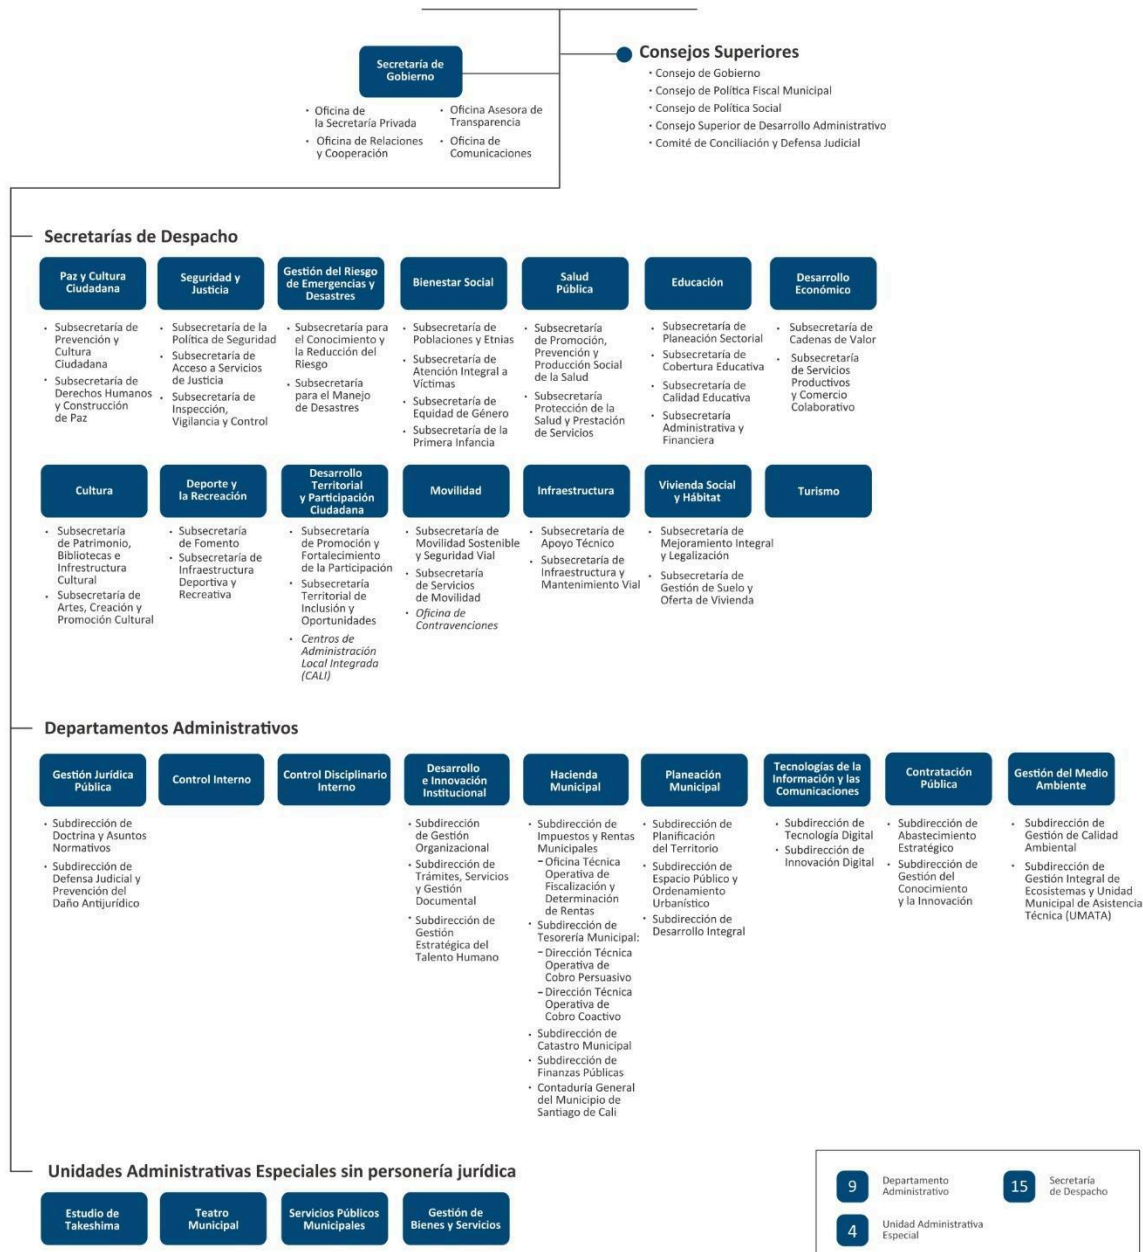 Secretaría de
Gobierno
• Oficina de
la Secretaría Privada
• Oficina de Relaciones
y Cooperación
• Oficina Asesora de
Transparencia
• Oficina de
Comunicaciones
Consejos Superiores
• Consejo de Gobierno
• Consejo de Política Fiscal Municipal
• Consejo de Política Social
• Consejo Superior de Desarrollo Administrativo
• Comité de Conciliación y Defensa Judicial
Secretarías de Despacho
Paz y Cultura
Ciudadana
• Subsecretaría de
Prevención y
Cultura
Ciudadana
• Subsecretaría de
Derechos Humanos
y Construcción
de Paz
Seguridad y
Justicia
• Subsecretaría de la
Política de Seguridad
• Subsecretaría de
Acceso a Servicios
de Justicia
• Subsecretaría de
Inspección,
Vigilancia y Control
Gestión del Riesgo
de Emergencias y
Desastres
• Subsecretaría para
el Conocimiento y
la Reducción del
Riesgo
• Subsecretaría
para el Manejo
de Desastres
Bienestar Social
• Subsecretaría de
Poblaciones y Etnias
• Subsecretaría de
Atención Integral a
Víctimas
• Subsecretaría de
Equidad de Género
• Subsecretaría de la
Primera Infancia
Salud
Pública
• Subsecretaría
de Promoción,
Prevención y
Producción Social
de la Salud
• Subsecretaría
Protección de la
Salud y Prestación
de Servicios
Educación
• Subsecretaría de
Planeación Sectorial
• Subsecretaría de
Cobertura Educativa
• Subsecretaría de
Calidad Educativa
• Subsecretaría
Administrativa y
Financiera
Desarrollo
Económico
• Subsecretaría de
Cadenas de Valor
• Subsecretaría
de Servicios
Productivos
y Comercio
Colaborativo
Cultura
• Subsecretaría
de Patrimonio,
Bibliotecas e
Infrestructura
Cultural
• Subsecretaría de
Artes, Creación y
Promoción Cultural
Deporte y
la Recreación
• Subsecretaría
de Fomento
• Subsecretaría de
Infraestructura
Deportiva y
Recreativa
Desarrollo
Territorial
y Participación
Ciudadana
• Subsecretaría
de Promoción y
Fortalecimiento
de la Participación
• Subsecretaría
Territorial de
Inclusión y
Oportunidades
• Centros de
Administración
Local Integrada
(CALI)
Movilidad
• Subsecretaría de
Movilidad Sostenible
y Seguridad Vial
• Subsecretaría
de Servicios
de Movilidad
• Oficina de
Contravenciones
Infraestructura
• Subsecretaría de
Apoyo Técnico
• Subsecretaría de
Infraestructura y
Mantenimiento Vial
Vivienda Social
y Hábitat
• Subsecretaría de
Mejoramiento Integral
y Legalización
• Subsecretaría de
Gestión de Suelo y
Oferta de Vivienda
Turismo
Departamentos Administrativos
Gestión Jurídica
Pública
• Subdirección de
Doctrina y Asuntos
Normativos
• Subdirección de
Defensa Judicial y
Prevención del
Daño Antijurídico
Control Interno
Control Disciplinario
Interno
Desarrollo
e Innovación
Institucional
• Subdirección
de Gestión
Organizacional
• Subdirección de
Trámites, Servicios
y Gestión
Documental
• Subdirección de
Gestión
Estratégica del
Talento Humano
Hacienda
Municipal
• Subdirección de
Impuestos y Rentas
Municipales
– Oficina Técnica
Operativa de
Fiscalización y
Determinación
de Rentas
• Subdirección de
Tesorería Municipal:
– Dirección Técnica
Operativa de
Cobro Persuasivo
– Dirección Técnica
Operativa de
Cobro Coactivo
• Subdirección de
Catastro Municipal
• Subdirección de
Finanzas Públicas
• Contaduría General
del Municipio de
Santiago de Cali
Planeación
Municipal
• Subdirección de
Planificación
del Territorio
• Subdirección de
Espacio Público y
Ordenamiento
Urbanístico
• Subdirección de
Desarrollo Integral
Tecnologías de la
Información y las
Comunicaciones
• Subdirección de
Tecnología Digital
• Subdirección de
Innovación Digital
Contratación
Pública
• Subdirección de
Abastecimiento
Estratégico
• Subdirección de
Gestión del
Conocimiento
y la Innovación
Gestión del Medio
Ambiente
• Subdirección de
Gestión de Calidad
Ambiental
• Subdirección de
Gestión Integral de
Ecosistemas y Unidad
Municipal de Asistencia
Técnica (UMATA)
Unidades Administrativas Especiales sin personería jurídica
Estudio de
Takeshima
Teatro
Municipal
Servicios Públicos
Municipales
Gestión de
Bienes y Servicios
9
Departamento
Administrativo
15
Secretaría
de Despacho
4
Unidad Administrativa
Especial